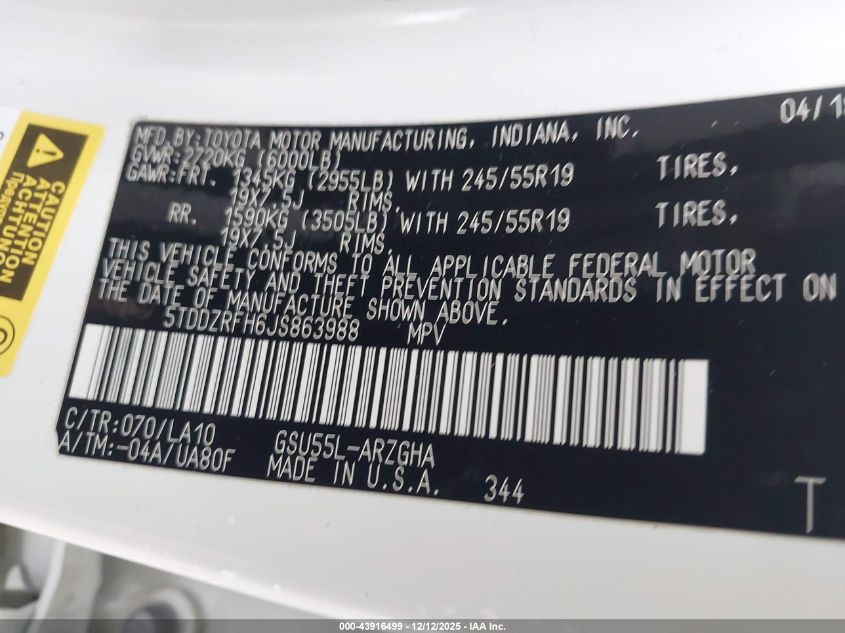 04/18
MFD.BY:TOYOTA MOTOR MANUFACTURING, INDIANA, INC.
GVWR:2720KG (6000LB)
GAWR:FRT. 1345KG (2955LB) WITH 245/55R19 TIRES,
19X7.5J RIMS.
RR. 1590KG (3505LB) WITH 245/55R19 TIRES,
19X7.5J RIMS.
THIS VEHICLE CONFORMS TO ALL APPLICABLE FEDERAL MOTOR
VEHICLE SAFETY AND THEFT PREVENTION STANDARDS IN EFFECT ON
THE DATE OF MANUFACTURE SHOWN ABOVE.
5TDDZRFH6JS863988 MPV
C/TR:070/LA10 GSU55L-ARZGHA
A/TM:-04A/UA80F MADE IN U.S.A. 344
T
CAUTION
ATTENTION
ACHTUNG
000-43916499 - 12/12/2025 - IAA Inc.